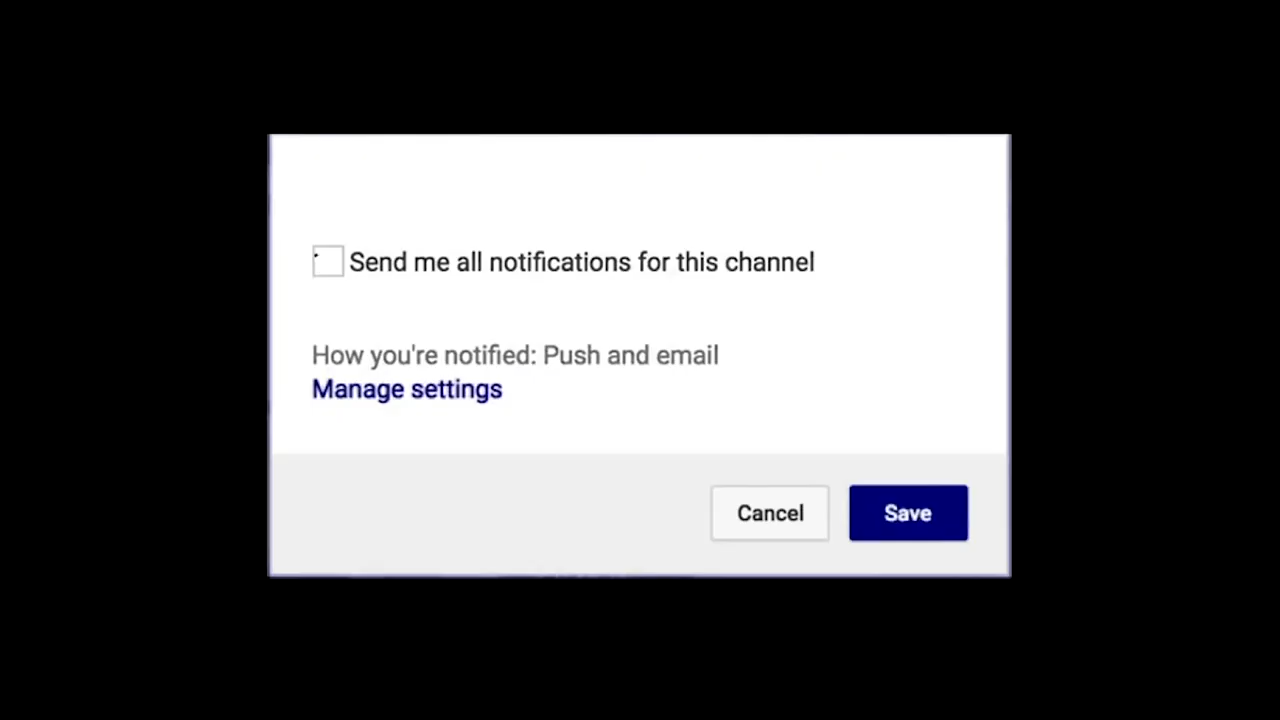 Send me all notifications for this channel
How you're notified: Push and email
Manage settings
Cancel
Save